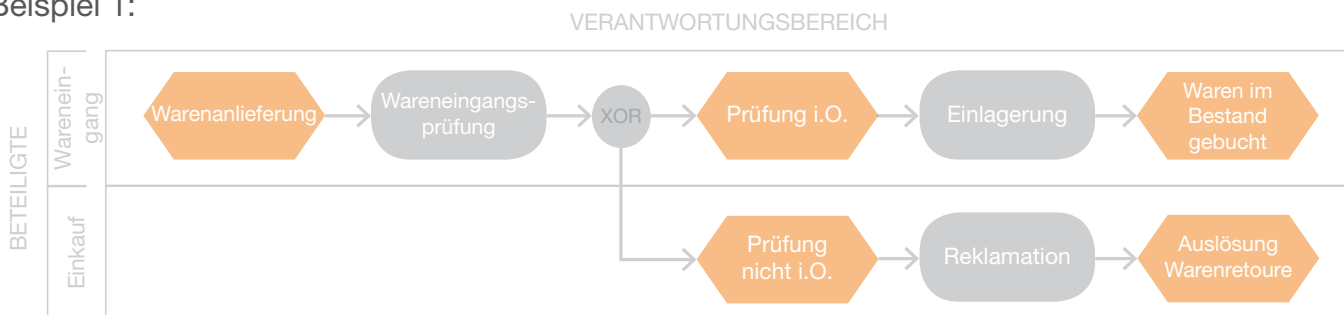 Beispiel 1:
VERANTWORTUNGSBEREICH
BETEILIGTE
Warenein-
gang
Warenanlieferung
Wareneingangs-
prüfung
XOR
Prüfung i.O.
Einlagerung
Waren im
Bestand
gebucht
Einkauf
Prüfung
nicht i.O.
Reklamation
Auslösung
Warenretoure